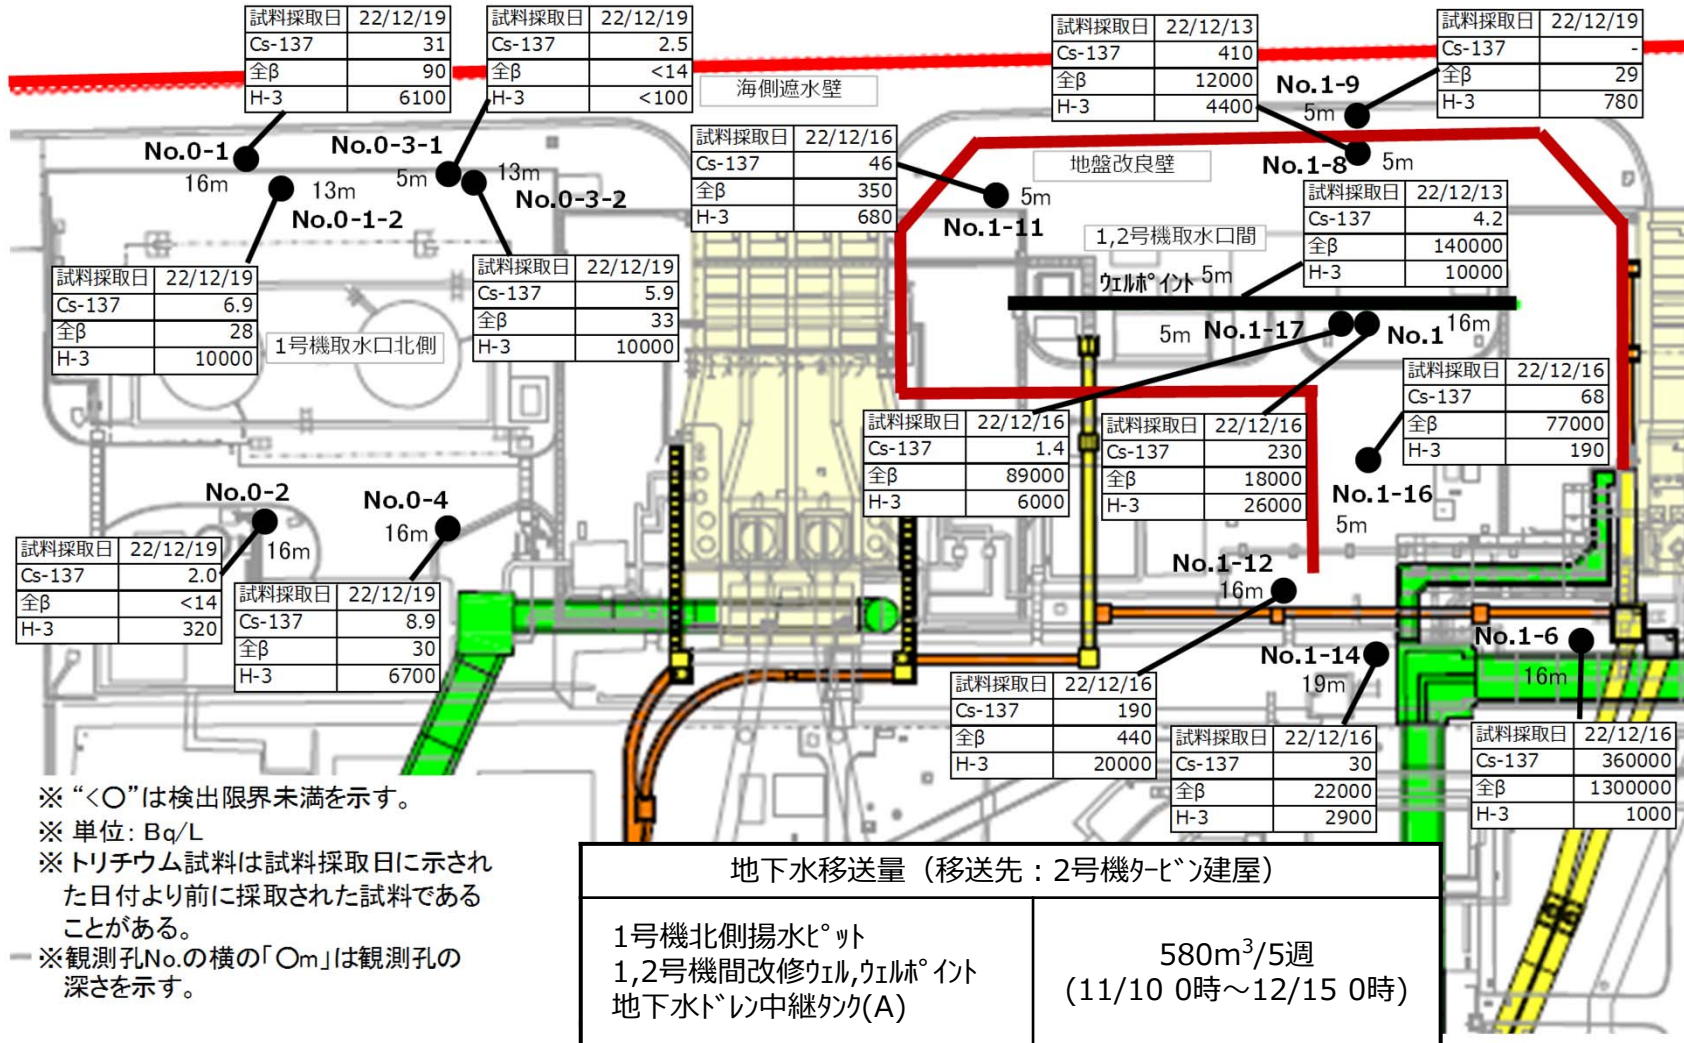 試料採取日 22/12/19
Cs-137 31
全β 90
H-3 6100
試料採取日 22/12/19
Cs-137 2.5
全β <14
H-3 <100
試料採取日 22/12/13
Cs-137 410
全β 12000
H-3 4400
試料採取日 22/12/19
Cs-137 -
全β 29
H-3 780
海側遮水壁
No.0-1
16m
No.0-3-1
5m
13m
No.0-1-2
13m
No.0-3-2
試料採取日 22/12/16
Cs-137 46
全β 350
H-3 680
5m
No.1-11
地盤改良壁
No.1-9
5m
No.1-8
5m
試料採取日 22/12/13
Cs-137 4.2
全β 140000
H-3 10000
1,2号機取水口間
ウェルポイント 5m
試料採取日 22/12/19
Cs-137 6.9
全β 28
H-3 10000
1号機取水口北側
試料採取日 22/12/19
Cs-137 5.9
全β 33
H-3 10000
5m No.1-17
No.1 16m
試料採取日 22/12/16
Cs-137 68
全β 77000
H-3 190
試料採取日 22/12/16
Cs-137 1.4
全β 89000
H-3 6000
試料採取日 22/12/16
Cs-137 230
全β 18000
H-3 26000
No.1-16
5m
No.0-2
16m
No.0-4
16m
試料採取日 22/12/19
Cs-137 2.0
全β <14
H-3 320
試料採取日 22/12/19
Cs-137 8.9
全β 30
H-3 6700
No.1-12
16m
No.1-14
19m
No.1-6
16m
試料採取日 22/12/16
Cs-137 190
全β 440
H-3 20000
試料採取日 22/12/16
Cs-137 30
全β 22000
H-3 2900
試料採取日 22/12/16
Cs-137 360000
全β 1300000
H-3 1000
※ “<〇”は検出限界未満を示す。
※ 単位: Bq/L
※ トリチウム試料は試料採取日に示され
た日付より前に採取された試料である
ことがある。
※観測孔No.の横の「〇m」は観測孔の
深さを示す。
地下水移送量（移送先：2号機タービン建屋）
1号機北側揚水ピット
1,2号機間改修ウェル,ウェルポイント
地下水ドレン中継タンク(A)
580m³/5週
(11/10 0時～12/15 0時)